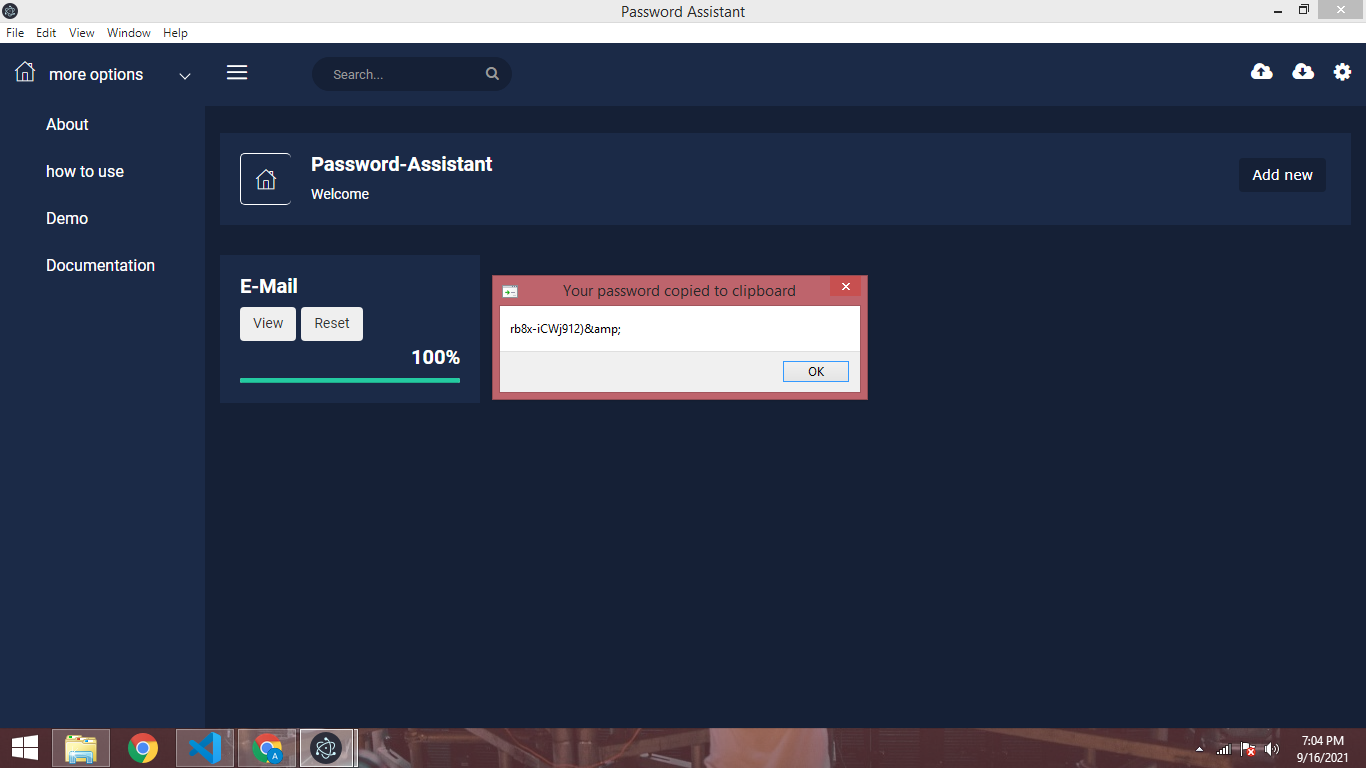 Password Assistant
File Edit View Window Help
more options
Search...
About
how to use
Demo
Documentation
Password-Assistant
Welcome
Add new
E-Mail
View Reset
100%
Your password copied to clipboard
rb8x-iCWj912)&amp;
OK
A
7:04 PM
9/16/2021